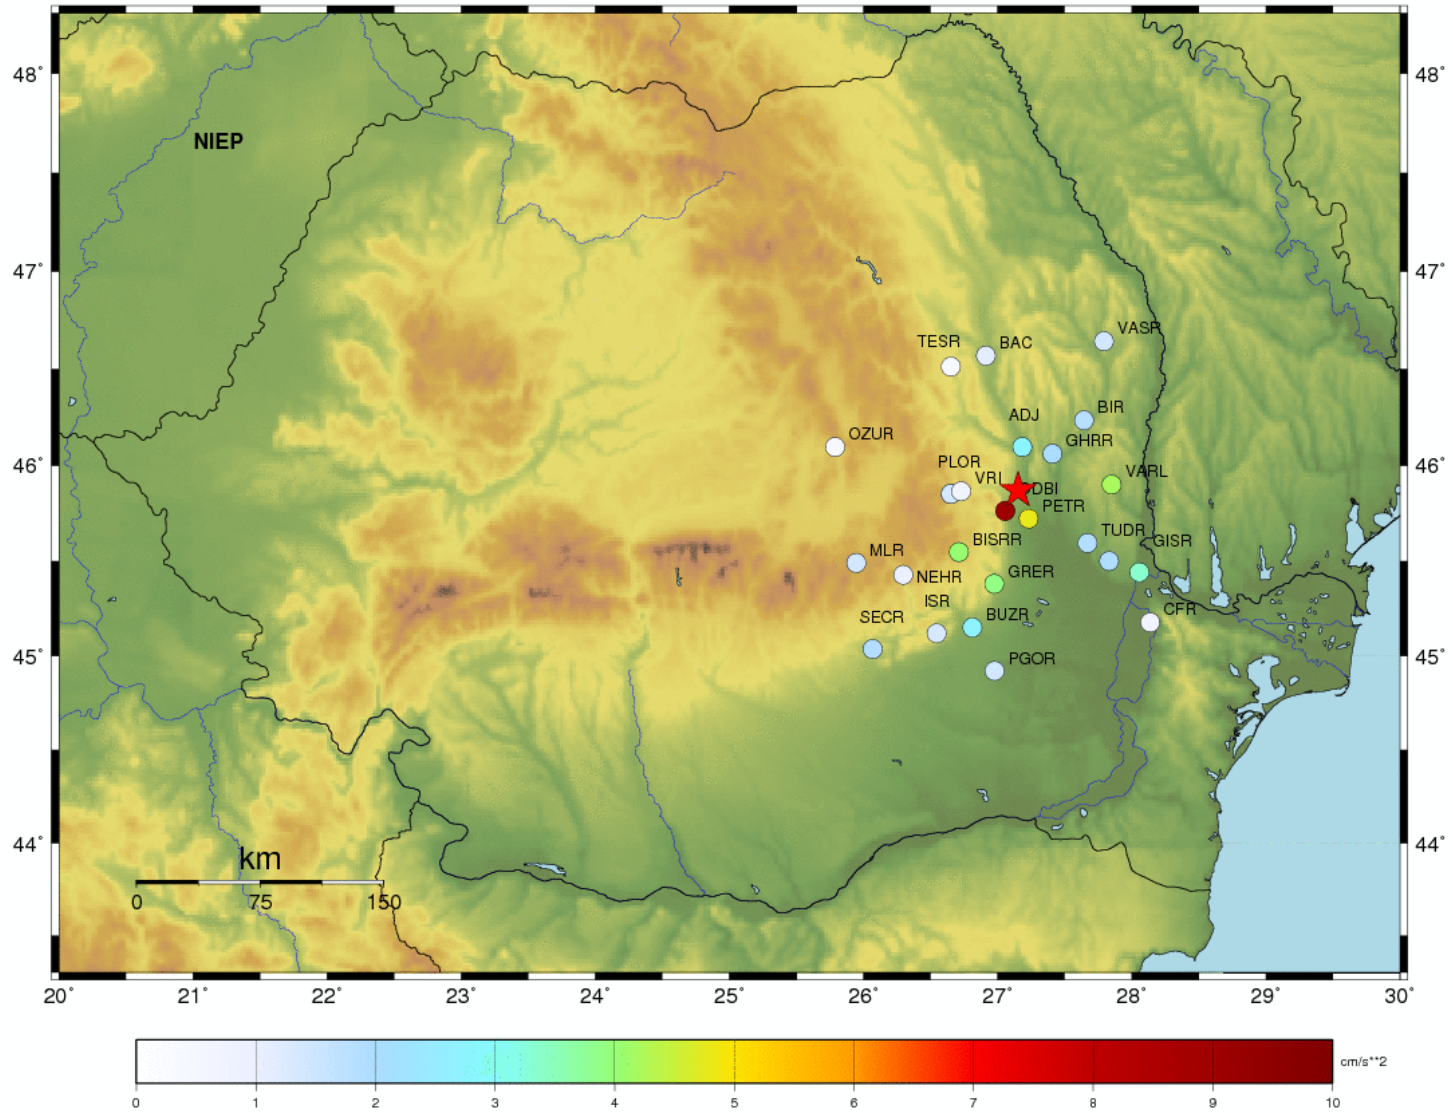 48°
48°
NIEP
47°
47°
VASR
TESR
BAC
ADJ
BIR
OZUR
GHRR
46°
46°
PLOR
VRI
VARL
DBI
PETR
TUDR
GISR
BISRR
MLR
NEHR
GRER
ISR
SECR
BUZR
CFR
45°
45°
PGOR
44°
44°
km
0 75 150
20° 21° 22° 23° 24° 25° 26° 27° 28° 29° 30°
cm/s**2
0 1 2 3 4 5 6 7 8 9 10